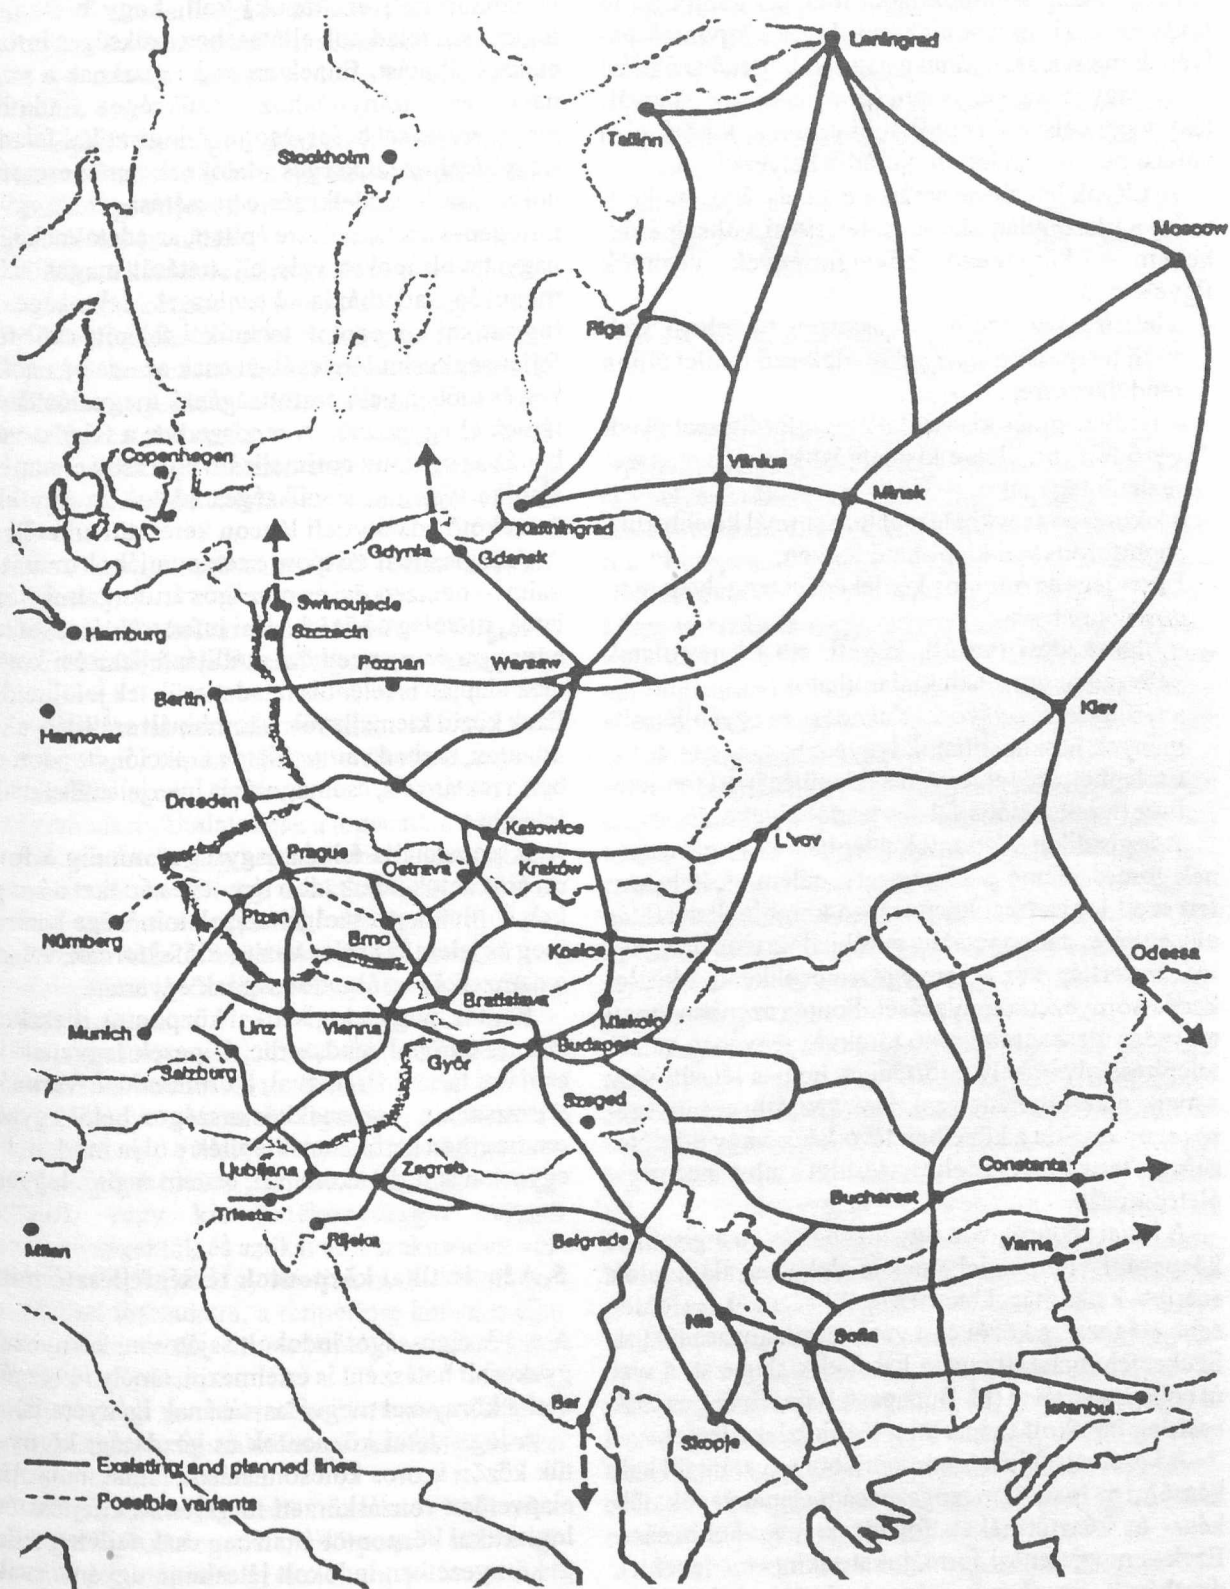 Leningrad
Tallinn
Stockholm
Moscow
Riga
Copenhagen
Vilnius
Minsk
Kaliningrad
Gdynia
Gdansk
Swinoujscie
Szczecin
Hamburg
Poznan
Warsaw
Berlin
Kiev
Hannover
Dresden
Katowice
L'vov
Prague
Ostrava
Kraków
Plzen
Nürnberg
Brno
Kosice
Odessa
Bratislava
Munich
Linz
Vienna
Miskolc
Budapest
Győr
Salzburg
Szeged
Ljubljana
Zagreb
Constanta
Bucharest
Trieste
Rijeka
Milan
Belgrade
Varna
Nis
Sofia
Bar
Istanbul
Skopje
Existing and planned lines
Possible variants